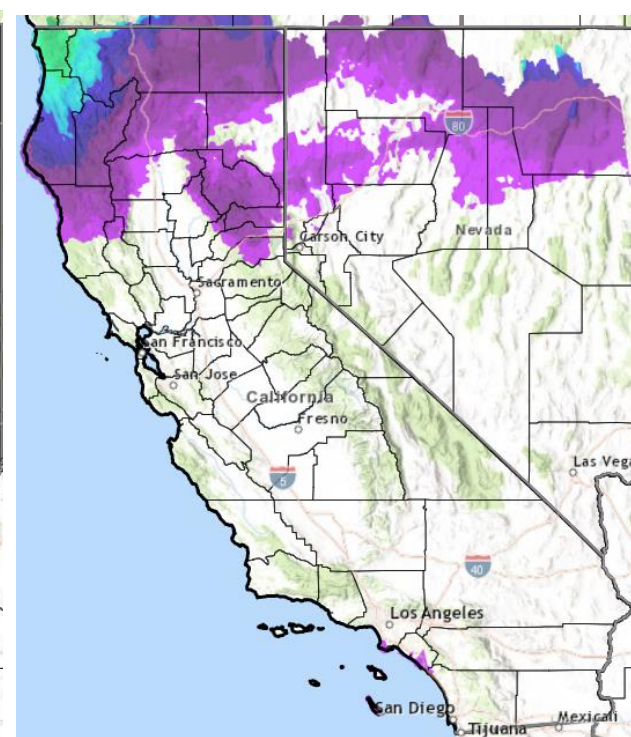 80
Carson City
Nevada
Sacramento
San Francisco
San Jose
California
Fresno
5
Las Vega
40
Los Angeles
San Diego
Tijuana
Mexicali